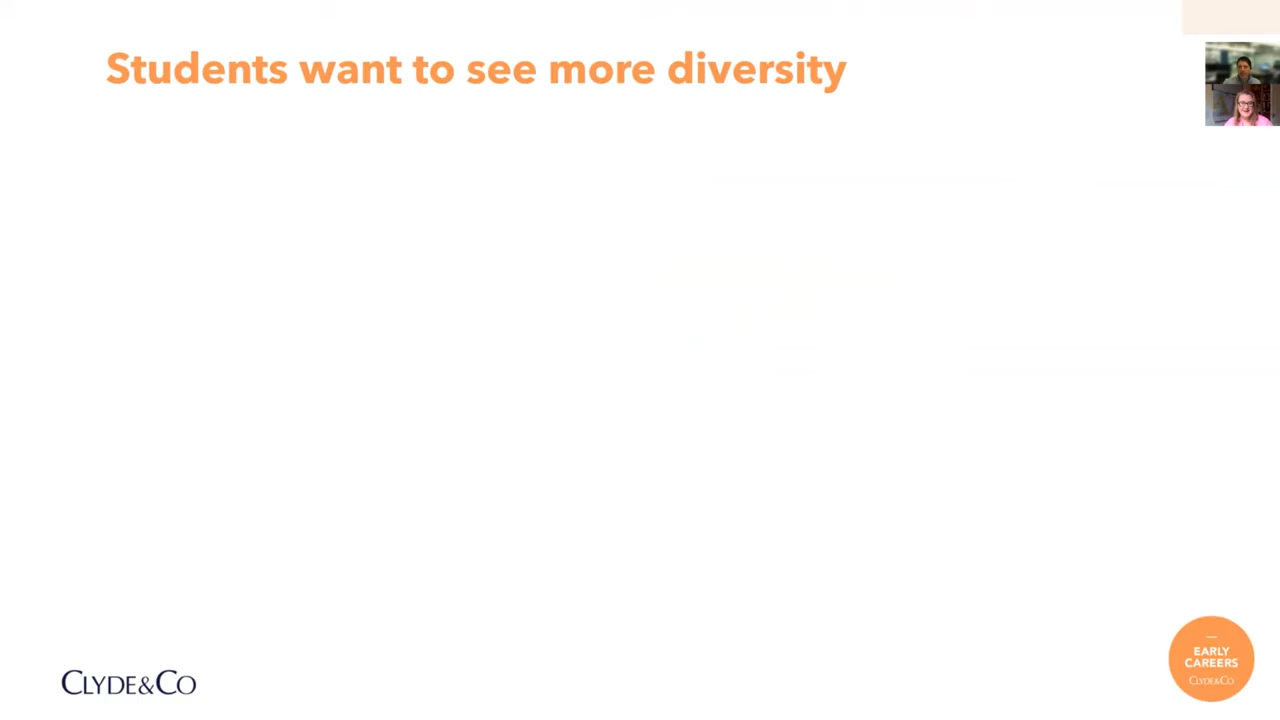 Students want to see more diversity
EARLY
CAREERS
CLYDE&CO
CLYDE&CO